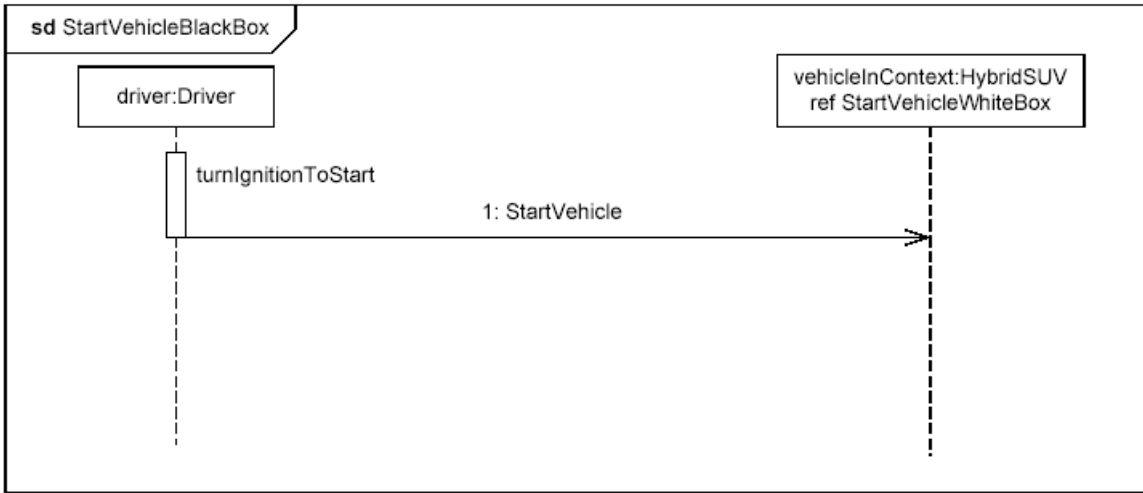 sd StartVehicleBlackBox
driver:Driver
vehicleInContext:HybridSUV
ref StartVehicleWhiteBox
turnIgnitionToStart
1: StartVehicle